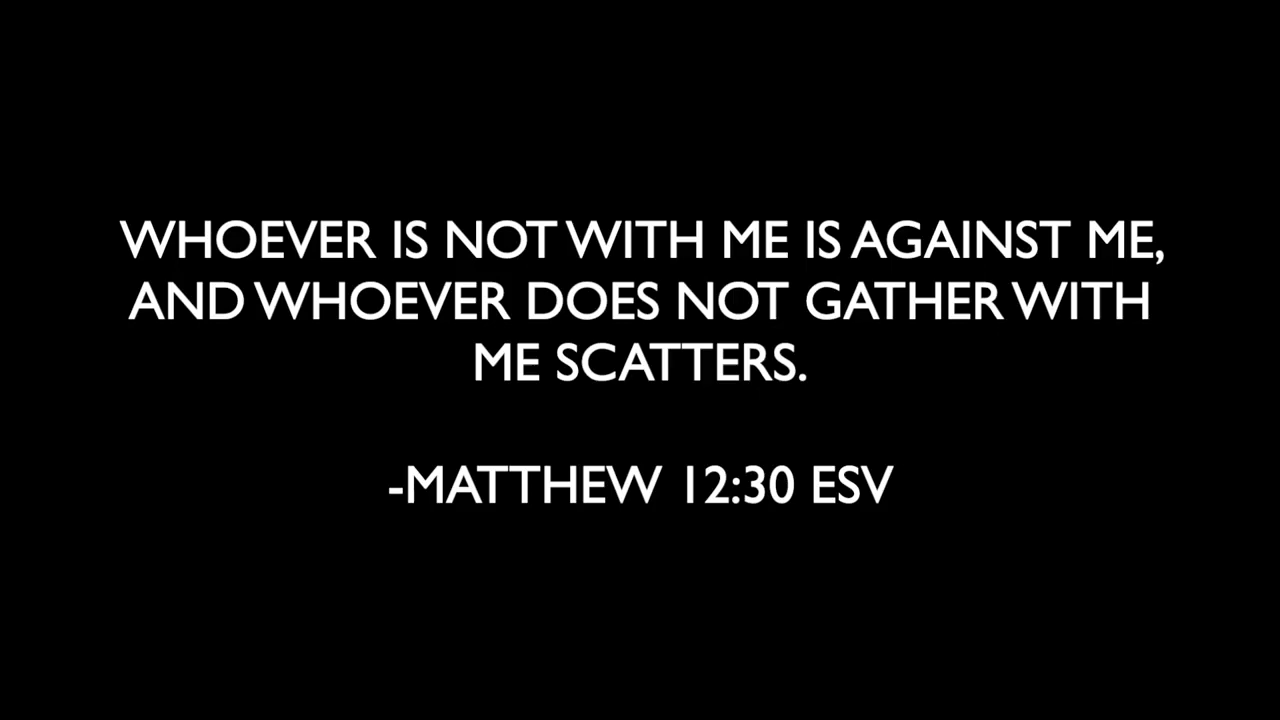 WHOEVER IS NOT WITH ME IS AGAINST ME,
AND WHOEVER DOES NOT GATHER WITH
ME SCATTERS.
-MATTHEW 12:30 ESV